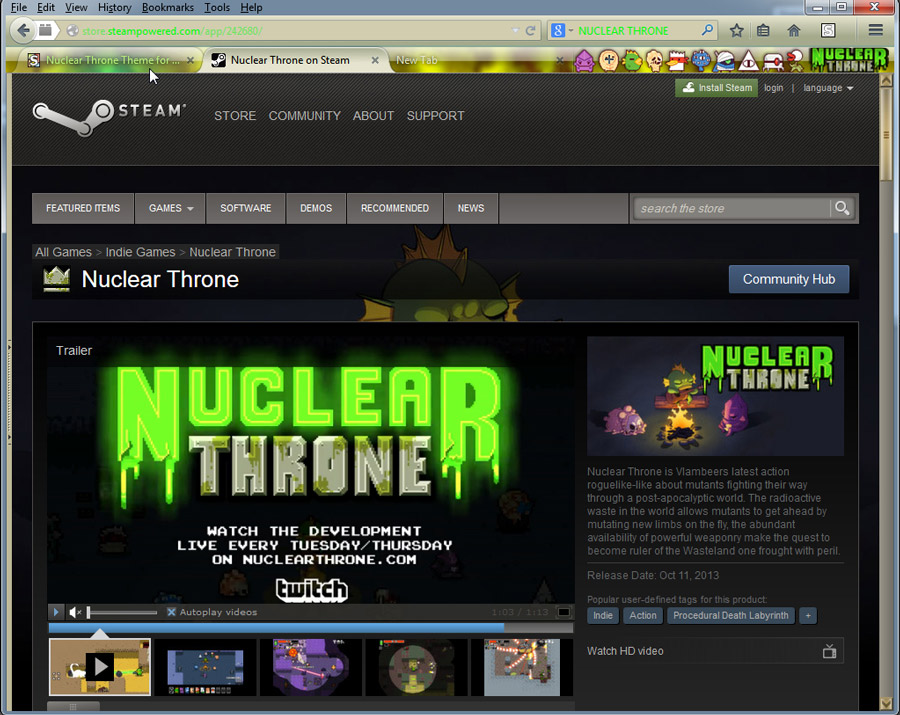 File Edit View History Bookmarks Tools Help
store.steampowered.com/app/242680/
8 NUCLEAR THRONE
S
Nuclear Throne Theme for ... ×
Nuclear Throne on Steam ×
New Tab ×
NUCLEAR
THRONE
Install Steam login | language
STEAM
STORE COMMUNITY ABOUT SUPPORT
FEATURED ITEMS GAMES SOFTWARE DEMOS RECOMMENDED NEWS search the store
All Games > Indie Games > Nuclear Throne
Nuclear Throne Community Hub
Trailer
NUCLEAR
THRONE
WATCH THE DEVELOPMENT
LIVE EVERY TUESDAY/THURSDAY
ON NUCLEARTHRONE.COM
twitch
Autoplay videos 1:03 / 1:13
NUCLEAR
THRONE
Nuclear Throne is Vlambeers latest action
roguelike-like about mutants fighting their way
through a post-apocalyptic world. The radioactive
waste in the world allows mutants to get ahead by
mutating new limbs on the fly, the abundant
availability of powerful weaponry make the quest to
become ruler of the Wasteland one frought with peril.
Release Date: Oct 11, 2013
Popular user-defined tags for this product:
Indie Action Procedural Death Labyrinth +
Watch HD video